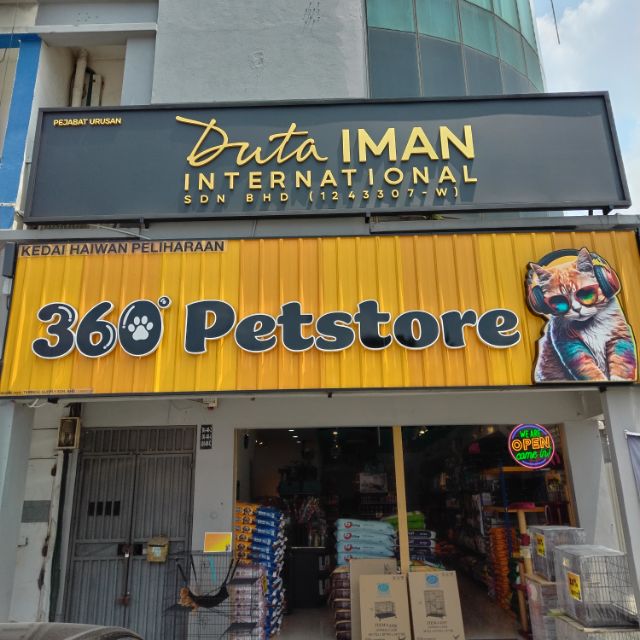 PEJABAT URUSAN
Duta IMAN
INTERNATIONAL
SDN BHD (1243307-W)
KEDAI HAIWAN PELIHARAAN
360° Petstore
WE ARE
OPEN
come in